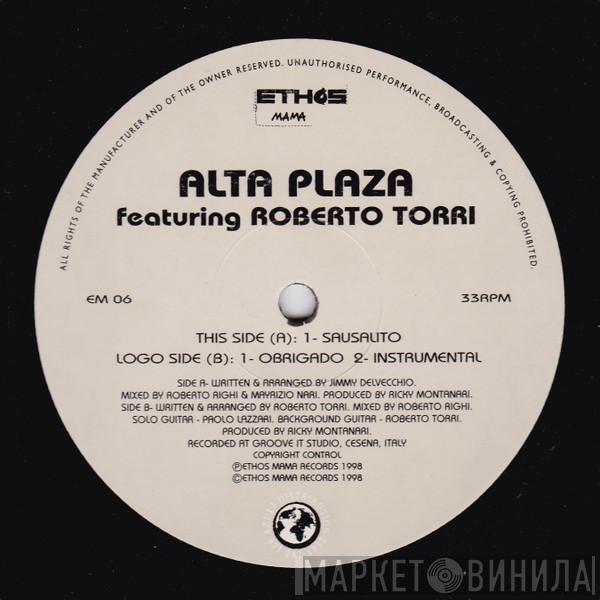 ALL RIGHTS OF THE MANUFACTURER AND OF THE OWNER RESERVED. UNAUTHORISED PERFORMANCE, BROADCASTING & COPYING PROHIBITED.
ETHOS
MAMA
ALTA PLAZA
featuring ROBERTO TORRI
EM 06
33RPM
THIS SIDE (A): 1- SAUSALITO
LOGO SIDE (B): 1- OBRIGADO 2- INSTRUMENTAL
SIDE A- WRITTEN & ARRANGED BY JIMMY DELVECCHIO.
MIXED BY ROBERTO RIGHI & MAYRIZIO NARI. PRODUCED BY RICKY MONTANARI.
SIDE B- WRITTEN & ARRANGED BY ROBERTO TORRI. MIXED BY ROBERTO RIGHI.
SOLO GUITAR - PAOLO LAZZARI. BACKGROUND GUITAR - ROBERTO TORRI.
PRODUCED BY RICKY MONTANARI.
RECORDED AT GROOVE IT STUDIO, CESENA, ITALY
COPYRIGHT CONTROL
℗ETHOS MAMA RECORDS 1998
©ETHOS MAMA RECORDS 1998
DISTRIBUTION
МАРКЕТ ВИНИЛА